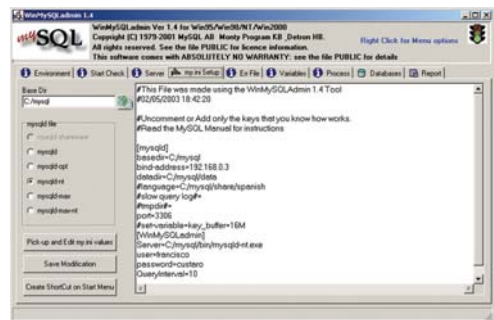 WinMySQLadmin 1.4
WinMySQLadmin Ver 1.4 for Win95/Win98/NT/Win2000
Copyright (C) 1979-2001 MySQL AB Monty Program KB ,Detron HB.
All rights reserved. See the file PUBLIC for licence information.
This software comes with ABSOLUTELY NO WARRANTY: see the file PUBLIC for details
mySQL
Right Click for Menu options
Environment Start Check Server my.ini Setup Err File Variables Process Databases Report
Base Dir
C:/mysql
mysqld file
mysqld-shareware
mysqld
mysqld-opt
mysqld-nt
mysqld-max
mysqld-max-nt
Pick-up and Edit my.ini values
Save Modification
Create ShortCut on Start Menu
#This File was made using the WinMySQLAdmin 1.4 Tool
#02/05/2003 18:42:20
#Uncomment or Add only the keys that you know how works.
#Read the MySQL Manual for instructions
[mysqld]
basedir=C:/mysql
bind-address=192.168.0.3
datadir=C:/mysql/data
#language=C:/mysql/share/spanish
#slow query log#=
#tmpdir#=
port=3306
#set-variable=key_buffer=16M
[WinMySQLadmin]
Server=C:/mysql/bin/mysqld-nt.exe
user=francisco
password=custero
QueryInterval=10